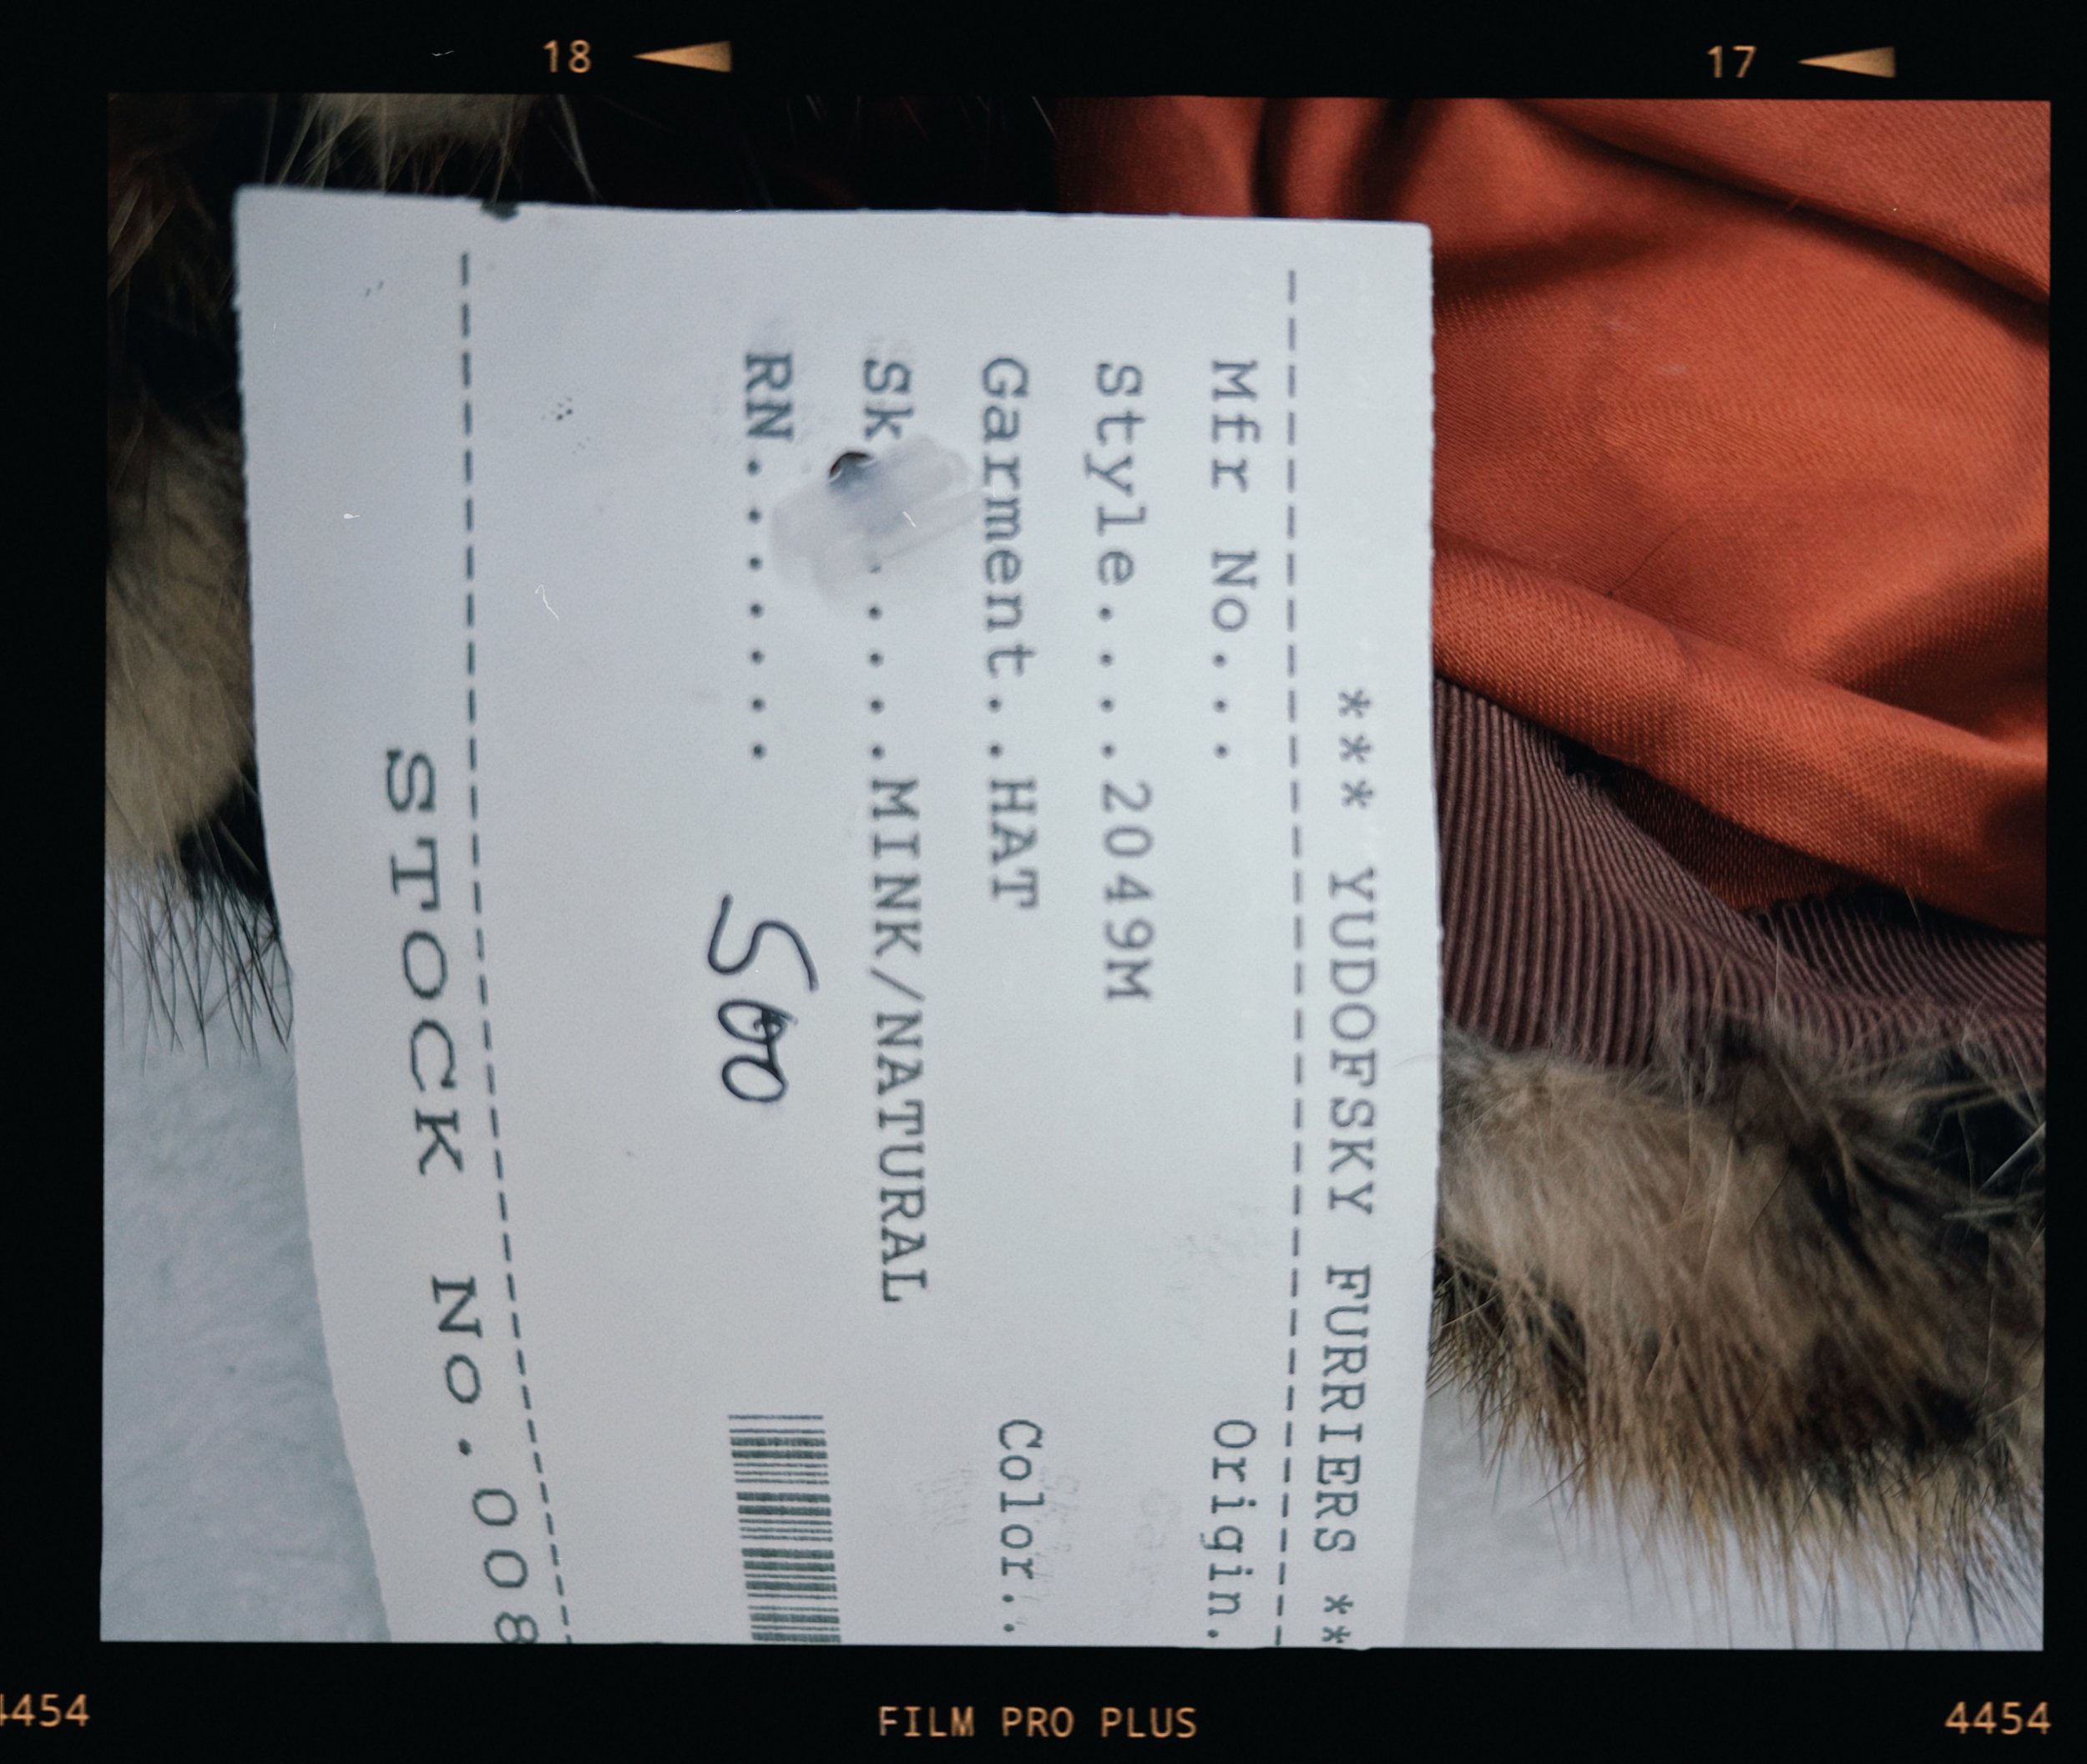 18
17
*** YUDOFSKY FURRIERS **
Mfr No... Origin.
Style....2049M
Garment..HAT Color..
Sk.....MINK/NATURAL
RN.......
500
STOCK No.008
4454
FILM PRO PLUS
4454